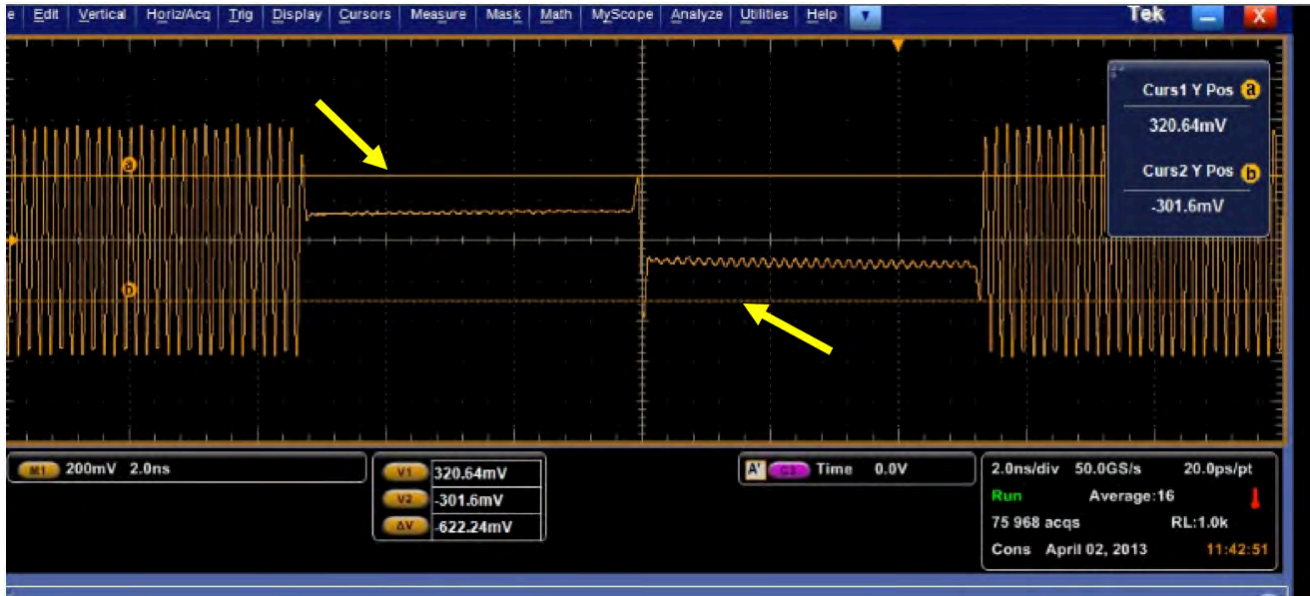 e Edit Vertical Horiz/Acq Trig Display Cursors Measure Mask Math MyScope Analyze Utilities Help Tek X
Curs1 Y Pos a
320.64mV
Curs2 Y Pos b
-301.6mV
a
b
M1 200mV 2.0ns
V1 320.64mV
V2 -301.6mV
ΔV -622.24mV
A' C3 Time 0.0V
2.0ns/div 50.0GS/s 20.0ps/pt
Run Average:16
75 968 acqs RL:1.0k
Cons April 02, 2013 11:42:51